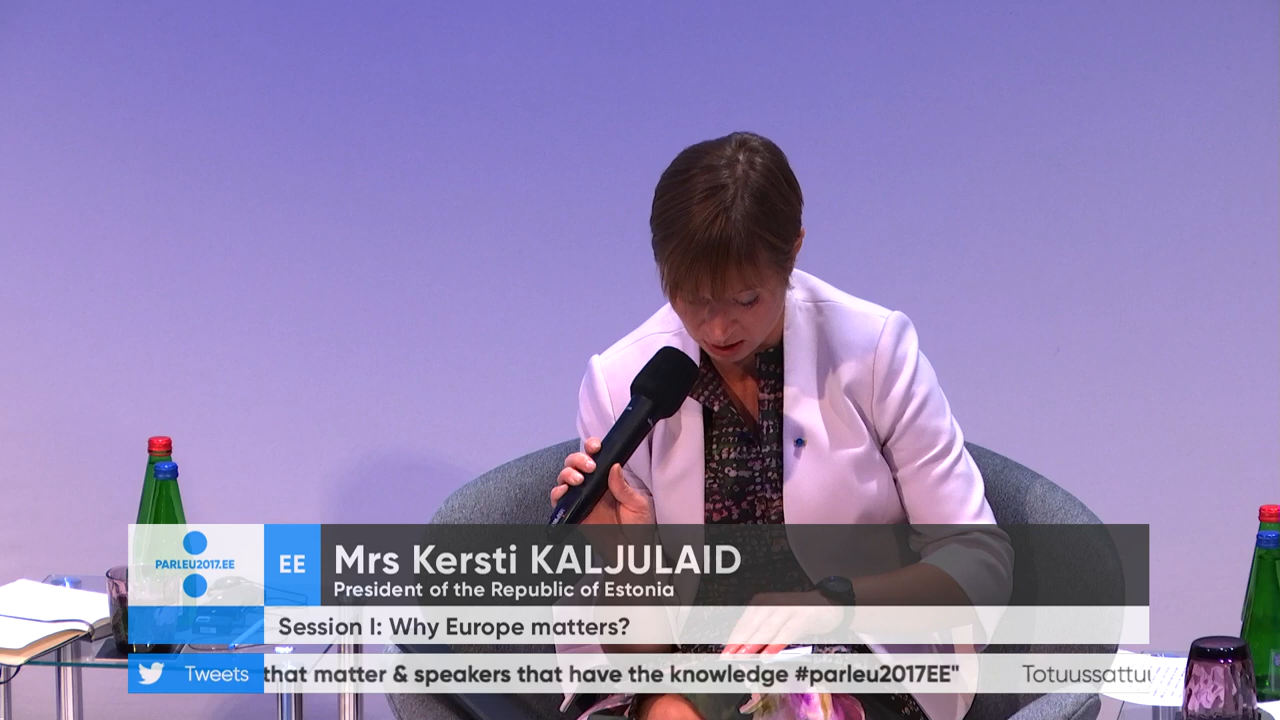 PARLEU2017.EE
EE
Mrs Kersti KALJULAID
President of the Republic of Estonia
Session I: Why Europe matters?
Tweets
that matter & speakers that have the knowledge #parleu2017EE" Totuussattuu